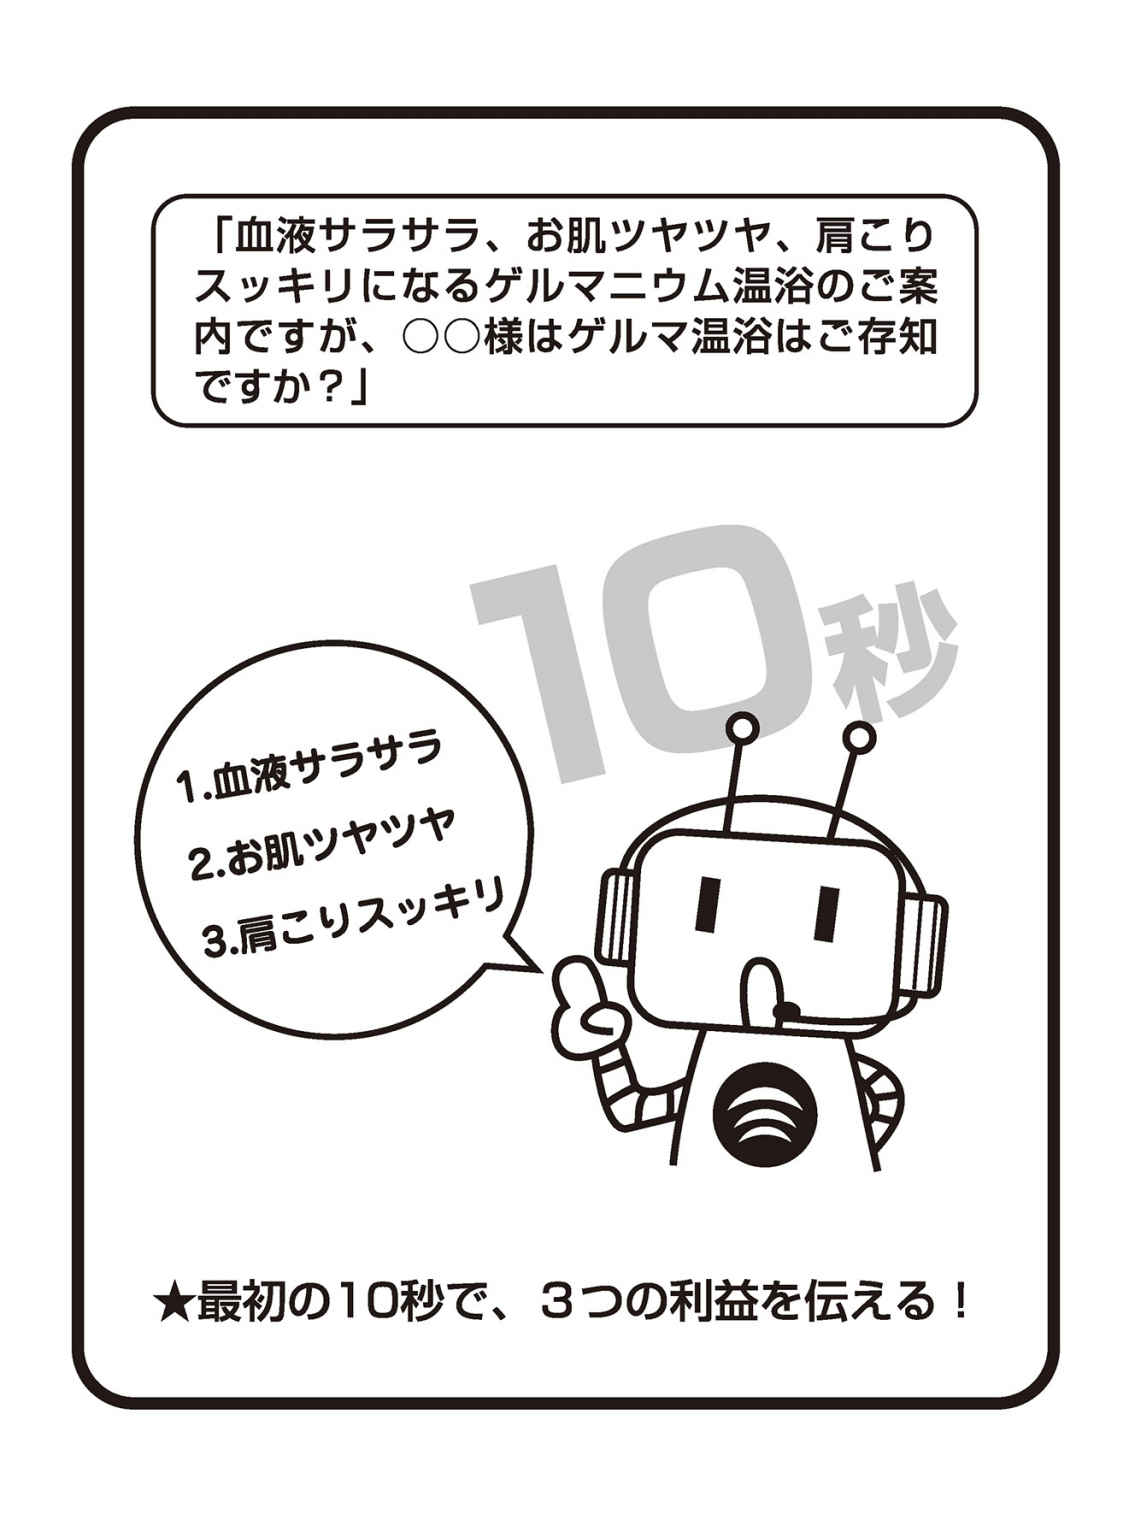 「血液サラサラ、お肌ツヤツヤ、肩こり
スッキリになるゲルマニウム温浴のご案
内ですが、○○様はゲルマ温浴はご存知
ですか？」
10秒
1.血液サラサラ
2.お肌ツヤツヤ
3.肩こりスッキリ
★最初の10秒で、３つの利益を伝える！